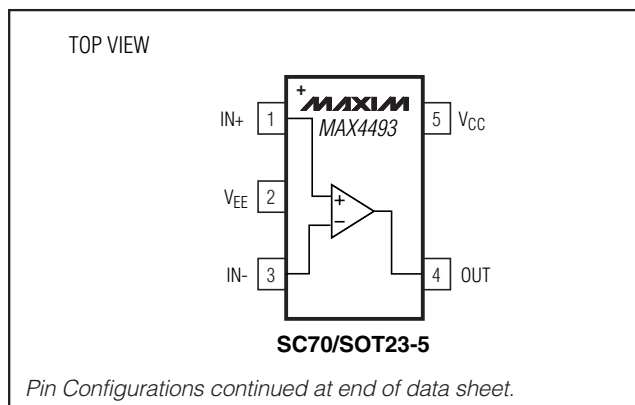 TOP VIEW
+
MAXIM
MAX4493
IN+ 1
5 VCC
VEE 2
+
−
IN- 3
4 OUT
SC70/SOT23-5
Pin Configurations continued at end of data sheet.